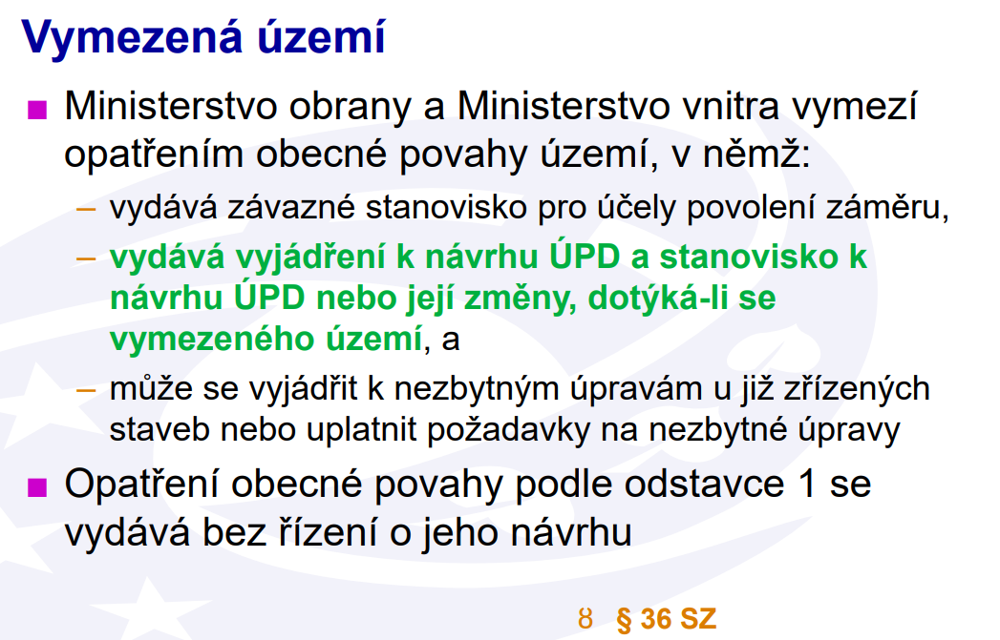 Vymezená území
Ministerstvo obrany a Ministerstvo vnitra vymezí
opatřením obecné povahy území, v němž:
– vydává závazné stanovisko pro účely povolení záměru,
– vydává vyjádření k návrhu ÚPD a stanovisko k
návrhu ÚPD nebo její změny, dotýká-li se
vymezeného území, a
– může se vyjádřit k nezbytným úpravám u již zřízených
staveb nebo uplatnit požadavky na nezbytné úpravy
Opatření obecné povahy podle odstavce 1 se
vydává bez řízení o jeho návrhu
8 § 36 SZ